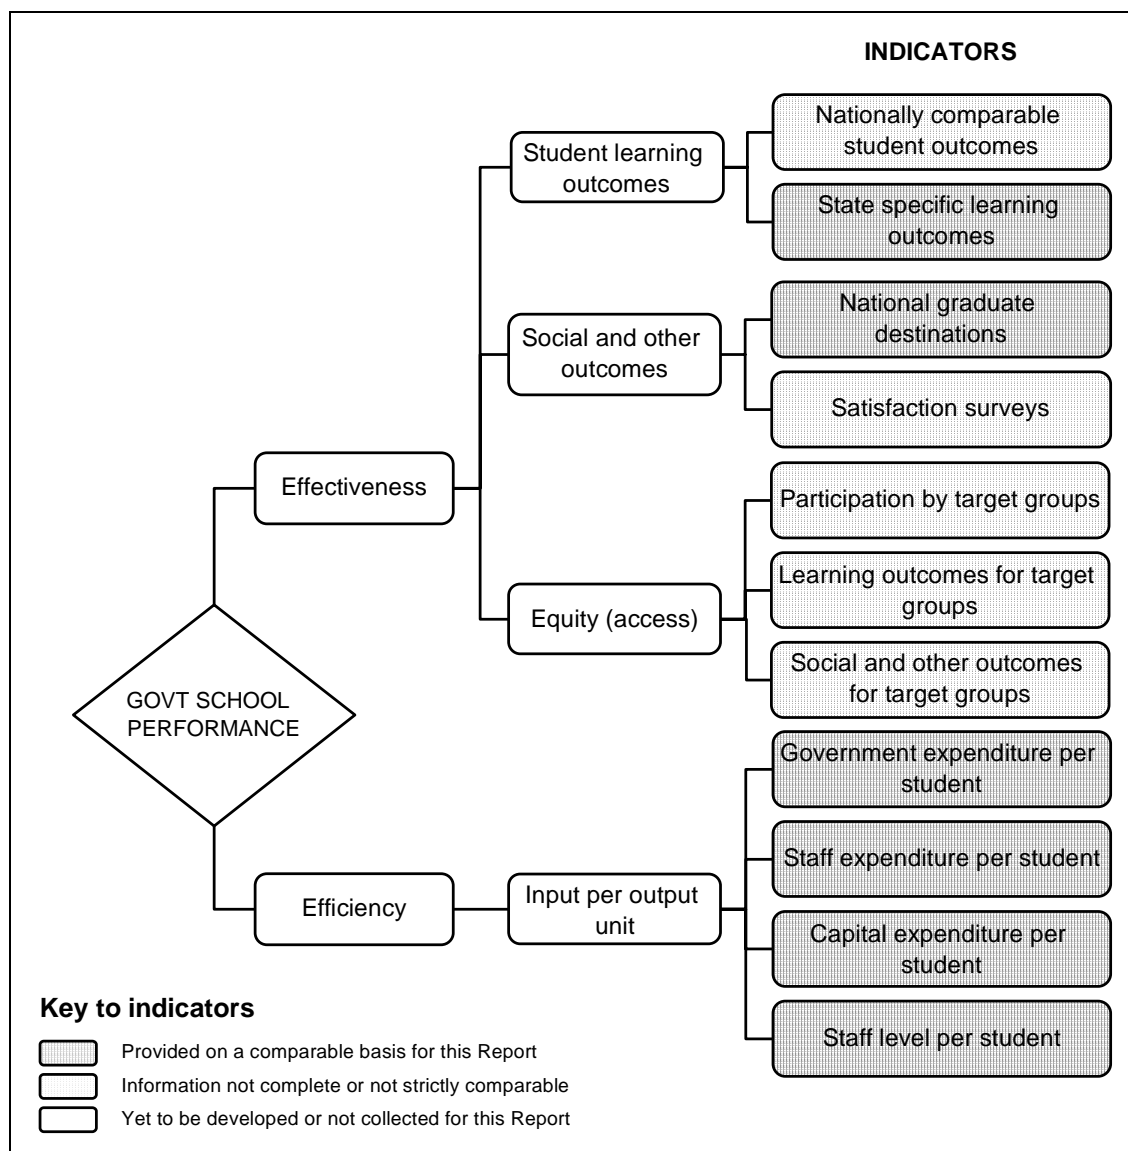 INDICATORS
Nationally comparable
student outcomes
Student learning
outcomes
State specific learning
outcomes
National graduate
destinations
Social and other
outcomes
Satisfaction surveys
Effectiveness
Participation by target groups
Learning outcomes for target
groups
Equity (access)
Social and other outcomes
for target groups
GOVT SCHOOL
PERFORMANCE
Government expenditure per
student
Staff expenditure per student
Efficiency
Input per output
unit
Capital expenditure per
student
Staff level per student
Key to indicators
Provided on a comparable basis for this Report
Information not complete or not strictly comparable
Yet to be developed or not collected for this Report